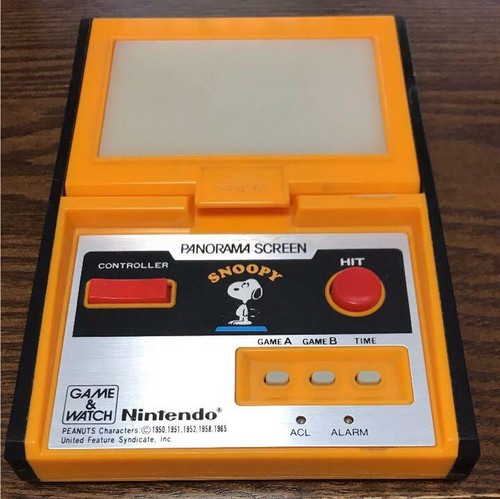 PANORAMA SCREEN
CONTROLLER
SNOOPY
HIT
GAME A GAME B TIME
GAME & WATCH
Nintendo®
ACL ALARM
PEANUTS Characters:Ⓒ1950,1951,1952,1958,1965
United Feature Syndicate, Inc.